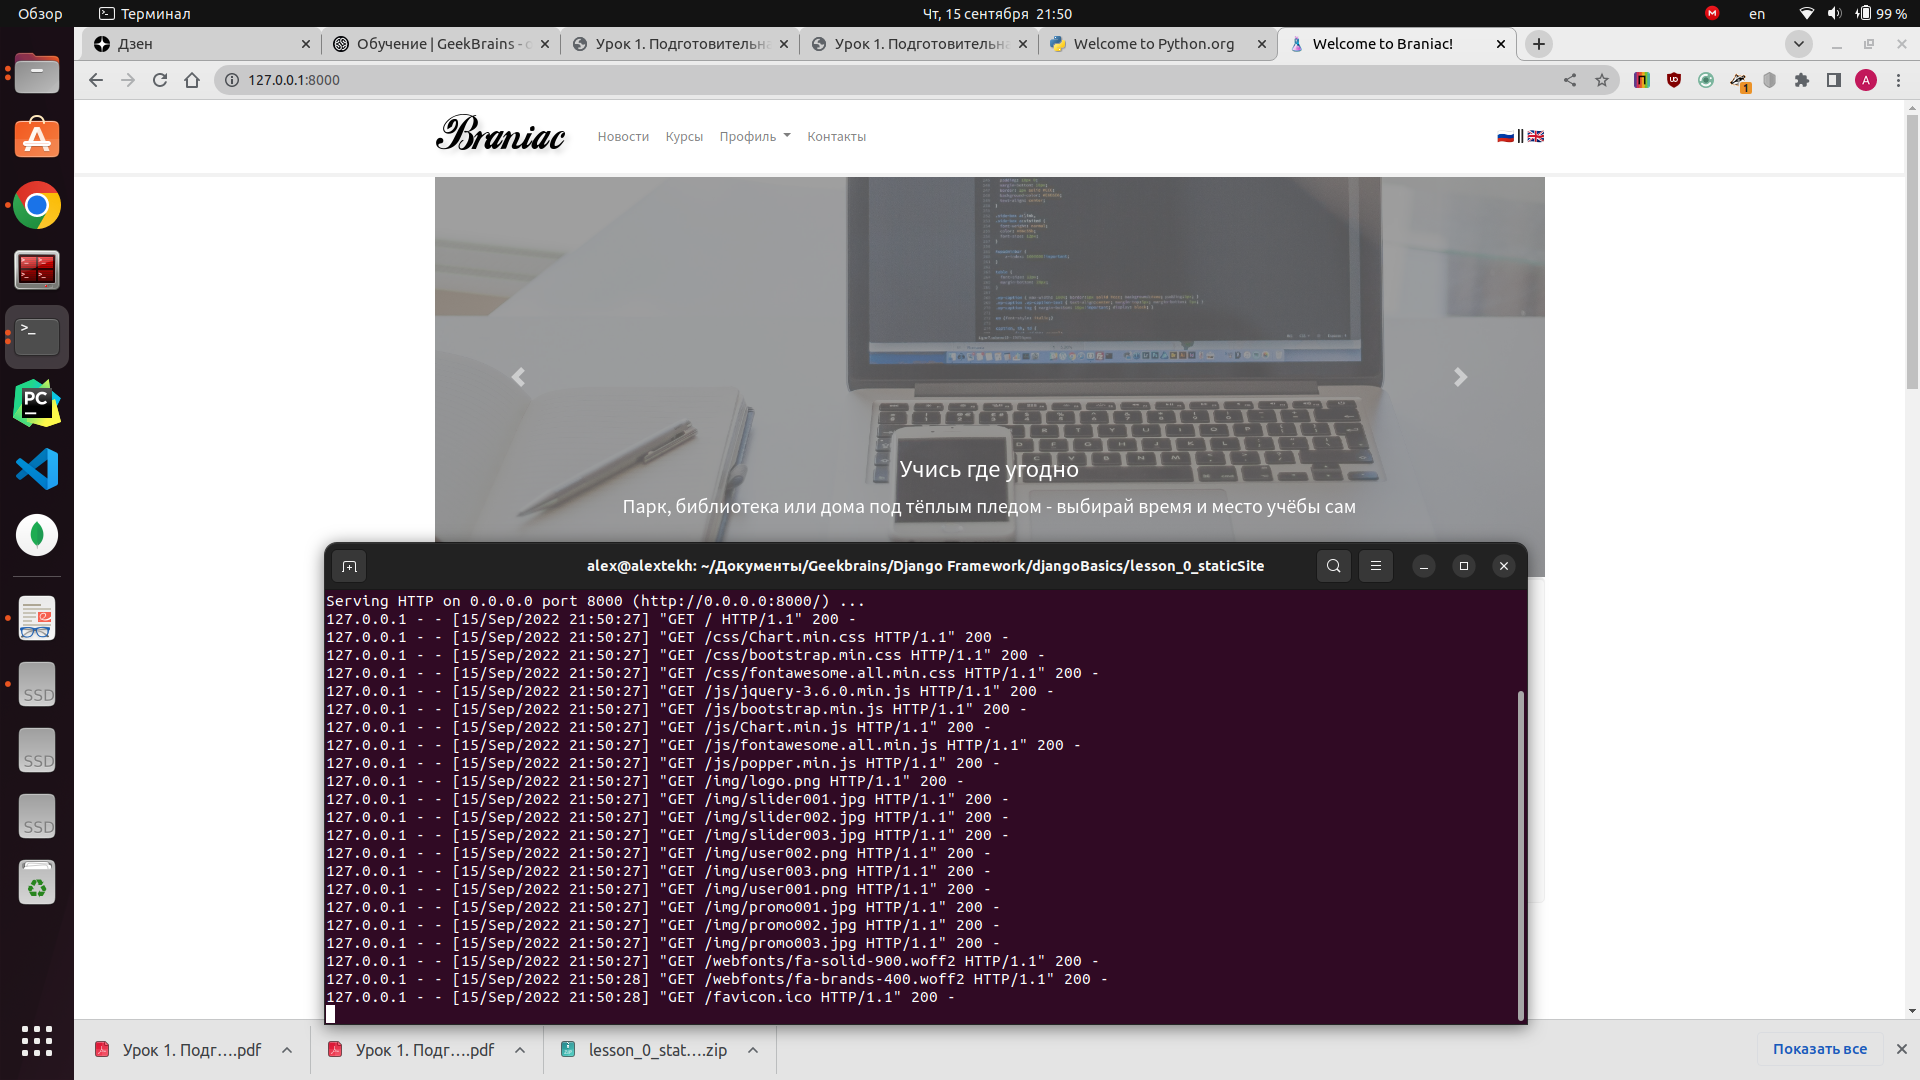 Обзор
Терминал
Чт, 15 сентября 21:50
en
99 %
Дзен
Обучение | GeekBrains - о
Урок 1. Подготовительна
Урок 1. Подготовительна
Welcome to Python.org
Welcome to Braniac!
127.0.0.1:8000
1
A
Braniac
Новости
Курсы
Профиль
Контакты
||
Учись где угодно
Парк, библиотека или дома под тёплым пледом - выбирай время и место учёбы сам
alex@alextekh: ~/Документы/Geekbrains/Django Framework/djangoBasics/lesson_0_staticSite
Serving HTTP on 0.0.0.0 port 8000 (http://0.0.0.0:8000/) ...
127.0.0.1 - - [15/Sep/2022 21:50:27] "GET / HTTP/1.1" 200 -
127.0.0.1 - - [15/Sep/2022 21:50:27] "GET /css/Chart.min.css HTTP/1.1" 200 -
127.0.0.1 - - [15/Sep/2022 21:50:27] "GET /css/bootstrap.min.css HTTP/1.1" 200 -
127.0.0.1 - - [15/Sep/2022 21:50:27] "GET /css/fontawesome.all.min.css HTTP/1.1" 200 -
127.0.0.1 - - [15/Sep/2022 21:50:27] "GET /js/jquery-3.6.0.min.js HTTP/1.1" 200 -
127.0.0.1 - - [15/Sep/2022 21:50:27] "GET /js/bootstrap.min.js HTTP/1.1" 200 -
127.0.0.1 - - [15/Sep/2022 21:50:27] "GET /js/Chart.min.js HTTP/1.1" 200 -
127.0.0.1 - - [15/Sep/2022 21:50:27] "GET /js/fontawesome.all.min.js HTTP/1.1" 200 -
127.0.0.1 - - [15/Sep/2022 21:50:27] "GET /js/popper.min.js HTTP/1.1" 200 -
127.0.0.1 - - [15/Sep/2022 21:50:27] "GET /img/logo.png HTTP/1.1" 200 -
127.0.0.1 - - [15/Sep/2022 21:50:27] "GET /img/slider001.jpg HTTP/1.1" 200 -
127.0.0.1 - - [15/Sep/2022 21:50:27] "GET /img/slider002.jpg HTTP/1.1" 200 -
127.0.0.1 - - [15/Sep/2022 21:50:27] "GET /img/slider003.jpg HTTP/1.1" 200 -
127.0.0.1 - - [15/Sep/2022 21:50:27] "GET /img/user002.png HTTP/1.1" 200 -
127.0.0.1 - - [15/Sep/2022 21:50:27] "GET /img/user003.png HTTP/1.1" 200 -
127.0.0.1 - - [15/Sep/2022 21:50:27] "GET /img/user001.png HTTP/1.1" 200 -
127.0.0.1 - - [15/Sep/2022 21:50:27] "GET /img/promo001.jpg HTTP/1.1" 200 -
127.0.0.1 - - [15/Sep/2022 21:50:27] "GET /img/promo002.jpg HTTP/1.1" 200 -
127.0.0.1 - - [15/Sep/2022 21:50:27] "GET /img/promo003.jpg HTTP/1.1" 200 -
127.0.0.1 - - [15/Sep/2022 21:50:27] "GET /webfonts/fa-solid-900.woff2 HTTP/1.1" 200 -
127.0.0.1 - - [15/Sep/2022 21:50:28] "GET /webfonts/fa-brands-400.woff2 HTTP/1.1" 200 -
127.0.0.1 - - [15/Sep/2022 21:50:28] "GET /favicon.ico HTTP/1.1" 200 -
PC
SSD
SSD
SSD
Урок 1. Подг....pdf
Урок 1. Подг....pdf
lesson_0_stat....zip
Показать все